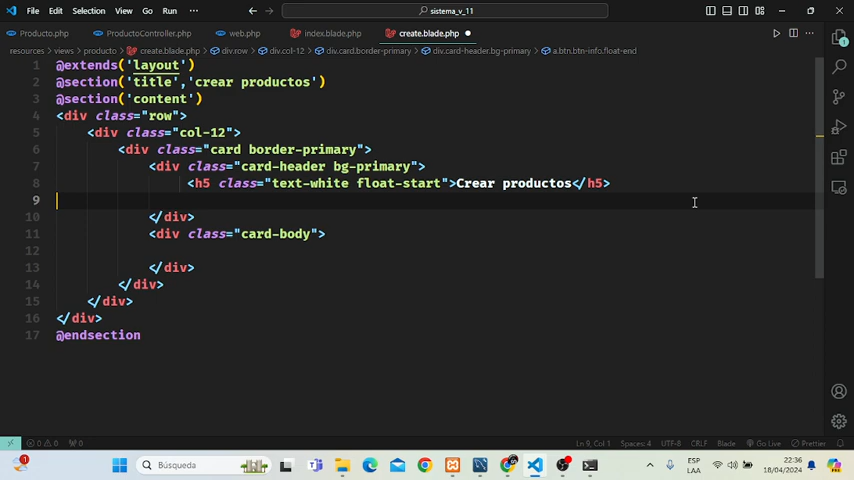 File Edit Selection View Go Run ... sistema_v_11
Producto.php ProductoController.php web.php index.blade.php create.blade.php
resources > views > producto > create.blade.php > div.row > div.col-12 > div.card.border-primary > div.card-header.bg-primary > a.btn.btn-info.float-end
1 @extends('layout')
2 @section('title','crear productos')
3 @section('content')
4 <div class="row">
5 <div class="col-12">
6 <div class="card border-primary">
7 <div class="card-header bg-primary">
8 <h5 class="text-white float-start">Crear productos</h5>
9
10 </div>
11 <div class="card-body">
12
13 </div>
14 </div>
15 </div>
16 </div>
17 @endsection
0 0 0 Ln 9, Col 1 Spaces: 4 UTF-8 CRLF Blade Go Live Prettier
1 Búsqueda ESP 22:36
LAA 18/04/2024